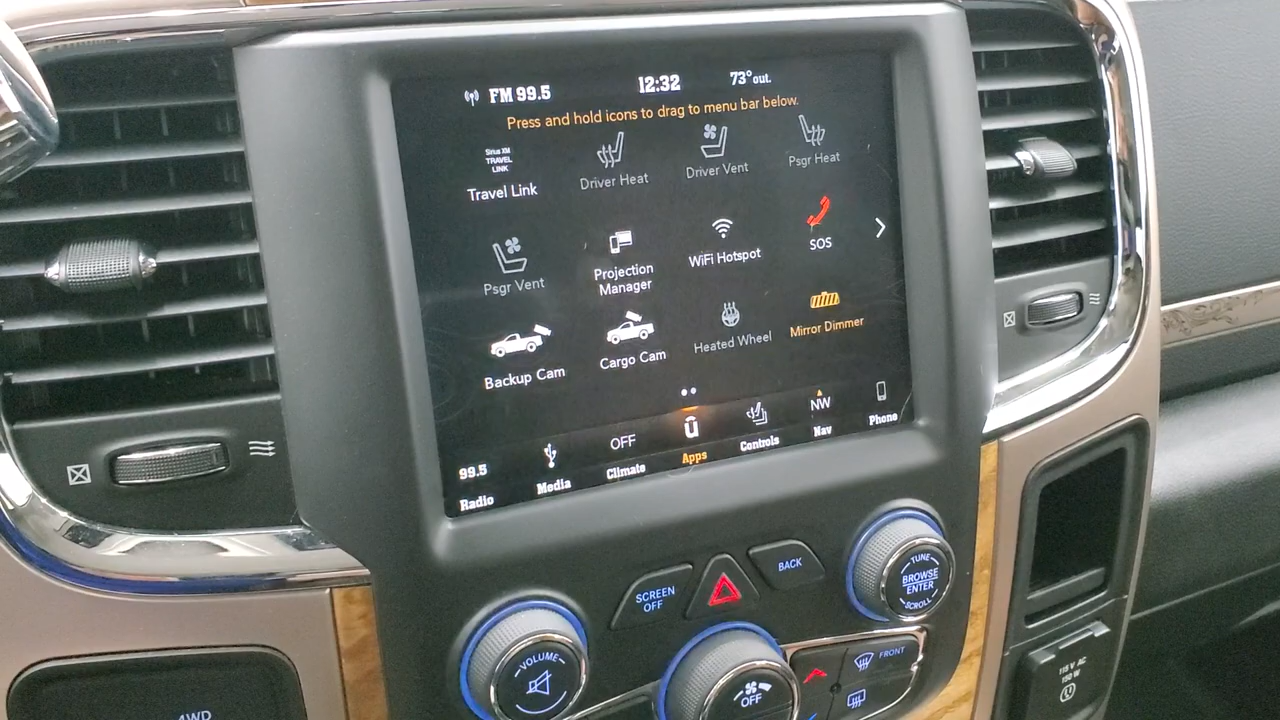 FM 99.5
12:32
73° out.
Press and hold icons to drag to menu bar below.
Sirius XM
TRAVEL
LINK
Travel Link
Driver Heat
Driver Vent
Psgr Heat
Psgr Vent
Projection
Manager
WiFi Hotspot
SOS
Backup Cam
Cargo Cam
Heated Wheel
Mirror Dimmer
99.5
Radio
Media
OFF
Climate
Apps
Controls
NW
Nav
Phone
SCREEN
OFF
BACK
TUNE
BROWSE
ENTER
SCROLL
VOLUME
OFF
FRONT
115 V AC
150 W
4WD